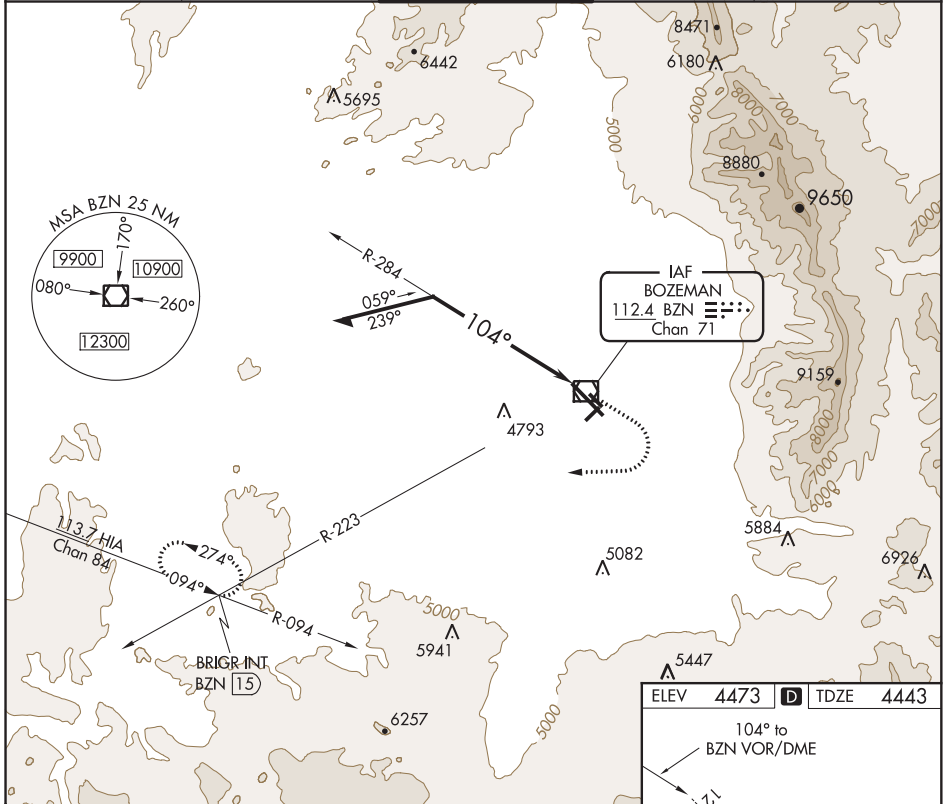 8471
6180
6442
5695
6000
8000
7000
5000
8880
9650
7000
MSA BZN 25 NM
170°
9900
10900
080°
260°
12300
R-284
059°
239°
104°
IAF
BOZEMAN
112.4 BZN
Chan 71
9159
4793
8000
7000
6000
R-223
113.7 HIA
Chan 84
274°
094°
R-094
5884
5082
6926
5000
5941
BRIGR INT
BZN 15
5447
6257
5000
ELEV 4473 D TDZE 4443
104° to
BZN VOR/DME
12